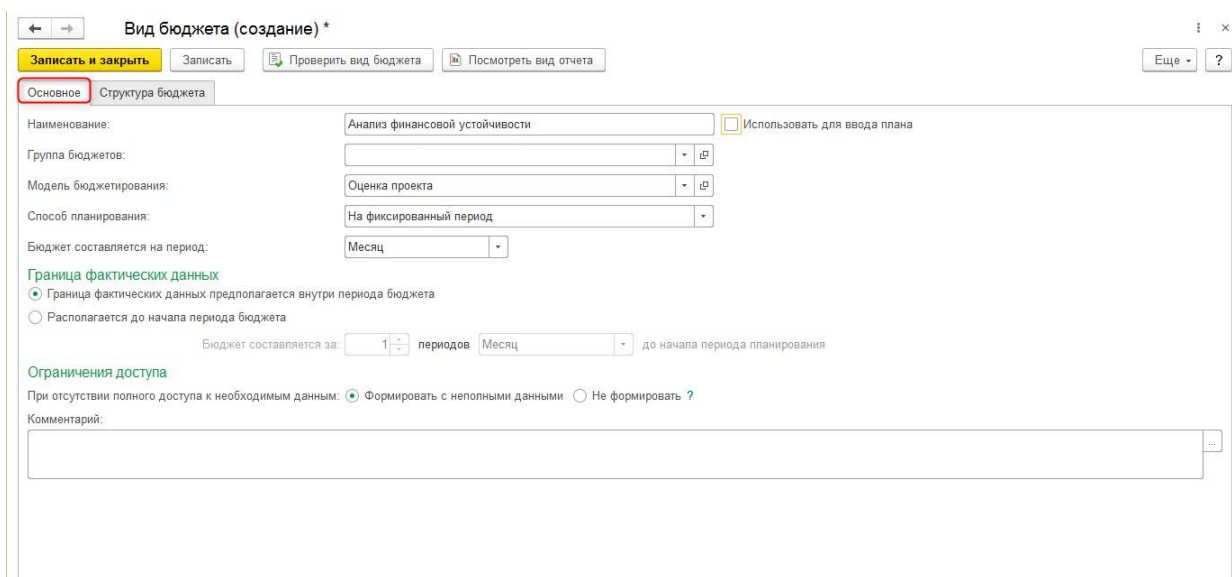 Вид бюджета (создание) *
Записать и закрыть Записать Проверить вид бюджета Посмотреть вид отчета Еще ?
Основное Структура бюджета
Наименование: Анализ финансовой устойчивости Использовать для ввода плана
Группа бюджетов:
Модель бюджетирования: Оценка проекта
Способ планирования: На фиксированный период
Бюджет составляется на период: Месяц
Граница фактических данных
Граница фактических данных предполагается внутри периода бюджета
Располагается до начала периода бюджета
Бюджет составляется за: 1 периодов Месяц до начала периода планирования
Ограничения доступа
При отсутствии полного доступа к необходимым данным: Формировать с неполными данными Не формировать ?
Комментарий:
...